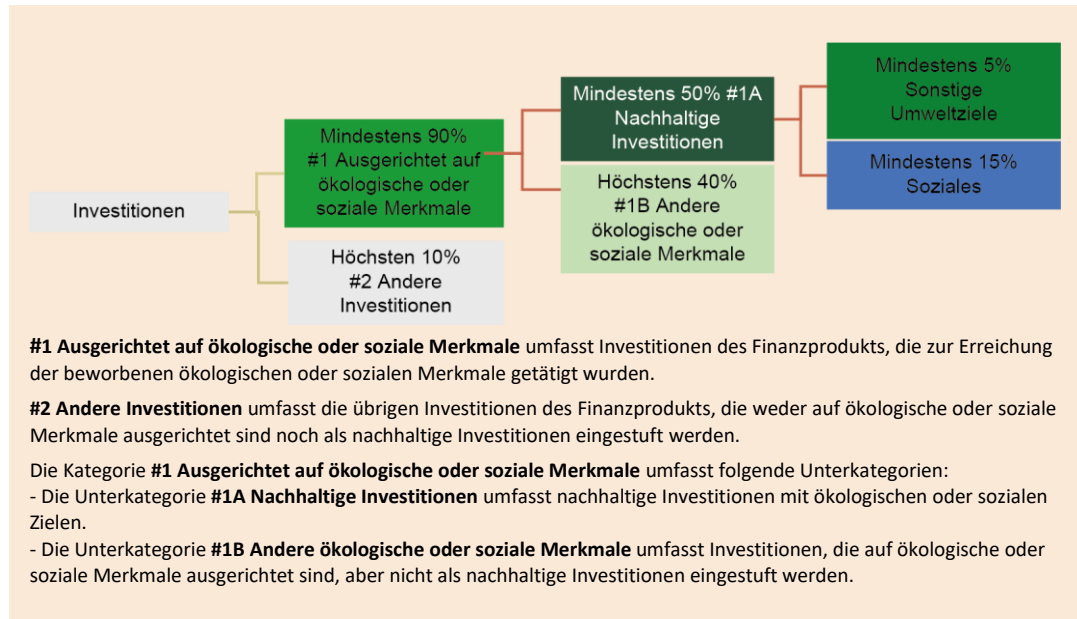 Investitionen
Mindestens 90%
#1 Ausgerichtet auf
ökologische oder
soziale Merkmale
Höchsten 10%
#2 Andere
Investitionen
Mindestens 50% #1A
Nachhaltige
Investitionen
Höchstens 40%
#1B Andere
ökologische oder
soziale Merkmale
Mindestens 5%
Sonstige
Umweltziele
Mindestens 15%
Soziales
#1 Ausgerichtet auf ökologische oder soziale Merkmale umfasst Investitionen des Finanzprodukts, die zur Erreichung
der beworbenen ökologischen oder sozialen Merkmale getätigt wurden.
#2 Andere Investitionen umfasst die übrigen Investitionen des Finanzprodukts, die weder auf ökologische oder soziale
Merkmale ausgerichtet sind noch als nachhaltige Investitionen eingestuft werden.
Die Kategorie #1 Ausgerichtet auf ökologische oder soziale Merkmale umfasst folgende Unterkategorien:
- Die Unterkategorie #1A Nachhaltige Investitionen umfasst nachhaltige Investitionen mit ökologischen oder sozialen
Zielen.
- Die Unterkategorie #1B Andere ökologische oder soziale Merkmale umfasst Investitionen, die auf ökologische oder
soziale Merkmale ausgerichtet sind, aber nicht als nachhaltige Investitionen eingestuft werden.